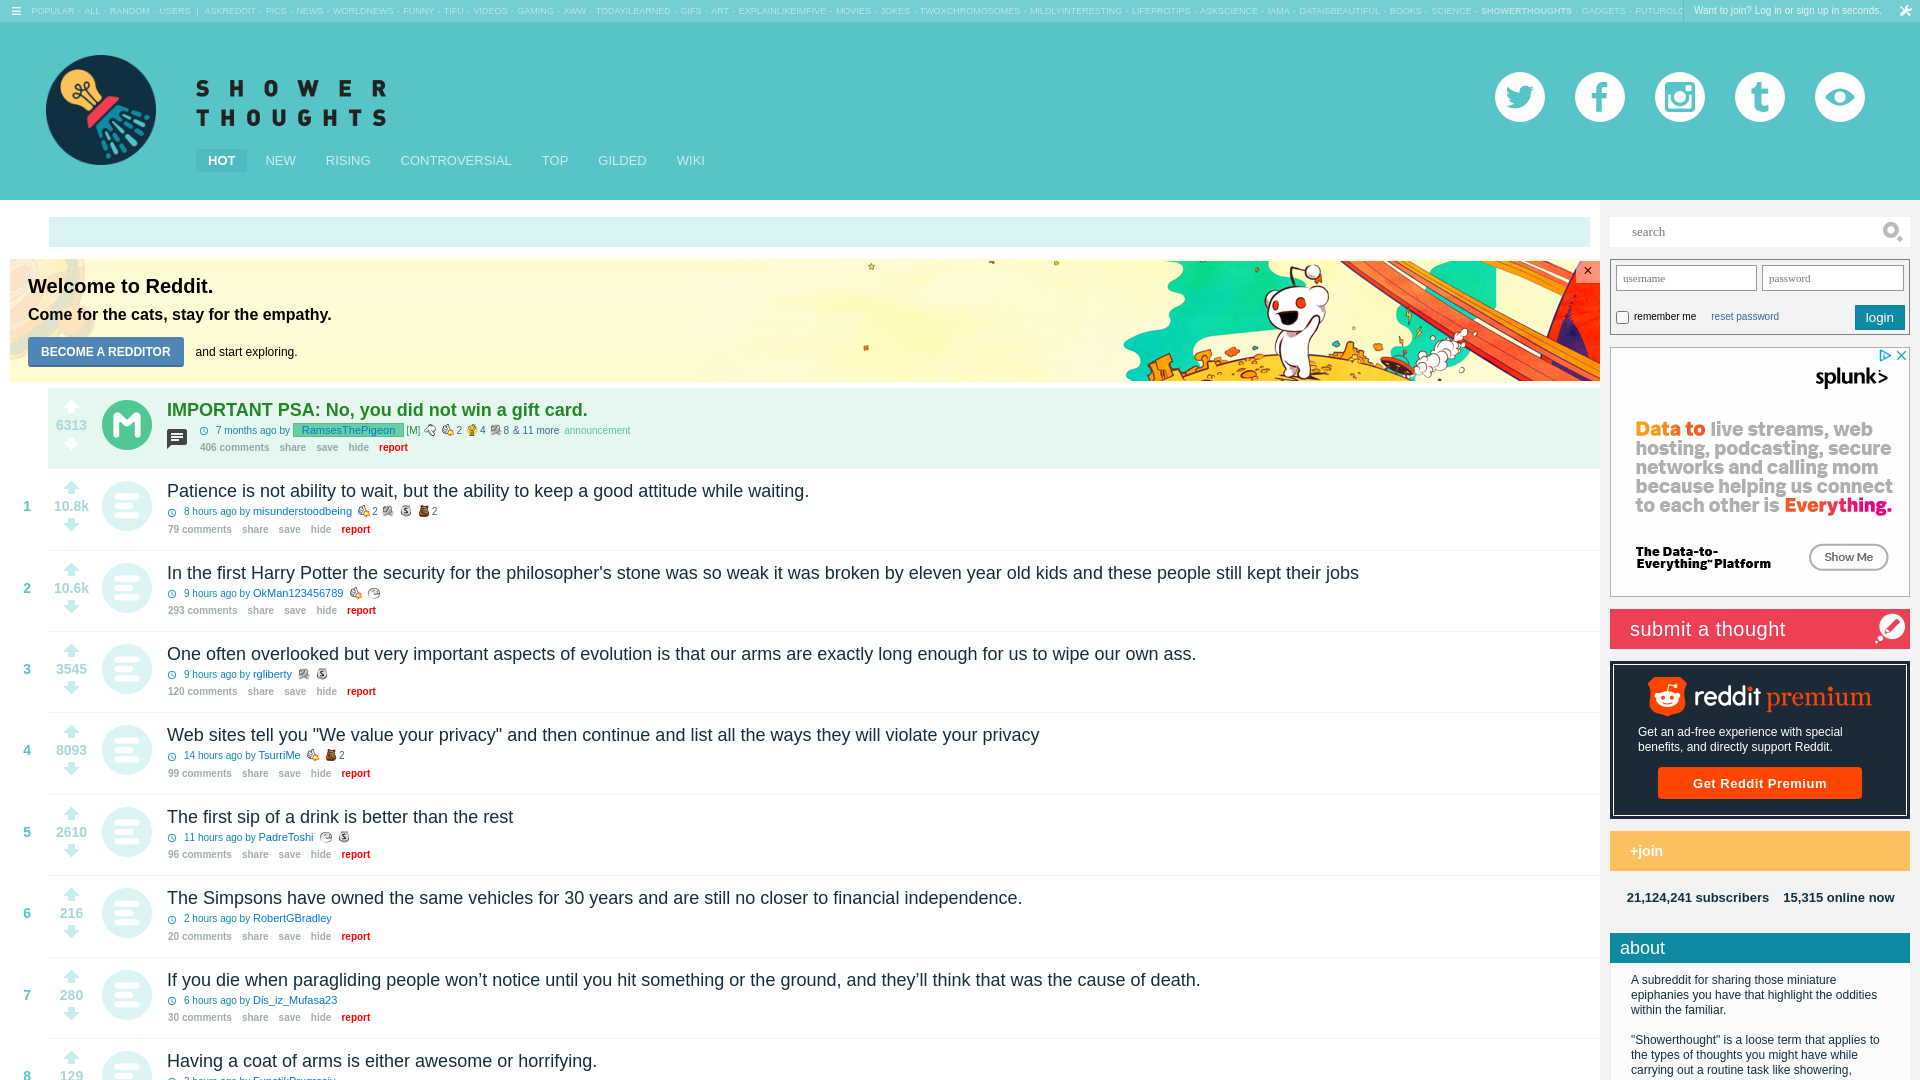 POPULAR - ALL - RANDOM - USERS | ASKREDDIT - PICS - NEWS - WORLDNEWS - FUNNY - TIFU - VIDEOS - GAMING - AWW - TODAYILEARNED - GIFS - ART - EXPLAINLIKEIMFIVE - MOVIES - JOKES - TWOXCHROMOSOMES - MILDLYINTERESTING - LIFEPROTIPS - ASKSCIENCE - IAMA - DATAISBEAUTIFUL - BOOKS - SCIENCE - SHOWERTHOUGHTS - GADGETS - FUTUROLO
Want to join? Log in or sign up in seconds.
SHOWER
THOUGHTS
HOT NEW RISING CONTROVERSIAL TOP GILDED WIKI
Welcome to Reddit.
Come for the cats, stay for the empathy.
BECOME A REDDITOR and start exploring.
×
6313
IMPORTANT PSA: No, you did not win a gift card.
7 months ago by RamsesThePigeon [M] 2 4 8 & 11 more announcement
406 comments share save hide report
1
10.8k
Patience is not ability to wait, but the ability to keep a good attitude while waiting.
8 hours ago by misunderstoodbeing 2 2
79 comments share save hide report
2
10.6k
In the first Harry Potter the security for the philosopher's stone was so weak it was broken by eleven year old kids and these people still kept their jobs
9 hours ago by OkMan123456789
293 comments share save hide report
3
3545
One often overlooked but very important aspects of evolution is that our arms are exactly long enough for us to wipe our own ass.
9 hours ago by rgliberty
120 comments share save hide report
4
8093
Web sites tell you "We value your privacy" and then continue and list all the ways they will violate your privacy
14 hours ago by TsurriMe 2
99 comments share save hide report
5
2610
The first sip of a drink is better than the rest
11 hours ago by PadreToshi
96 comments share save hide report
6
216
The Simpsons have owned the same vehicles for 30 years and are still no closer to financial independence.
2 hours ago by RobertGBradley
20 comments share save hide report
7
280
If you die when paragliding people won’t notice until you hit something or the ground, and they’ll think that was the cause of death.
6 hours ago by Dis_iz_Mufasa23
30 comments share save hide report
8
129
Having a coat of arms is either awesome or horrifying.
search
username password
remember me reset password login
splunk>
Data to live streams, web
hosting, podcasting, secure
networks and calling mom
because helping us connect
to each other is Everything.
The Data-to-
Everything™ Platform
Show Me
submit a thought
reddit premium
Get an ad-free experience with special
benefits, and directly support Reddit.
Get Reddit Premium
+join
21,124,241 subscribers 15,315 online now
about
A subreddit for sharing those miniature
epiphanies you have that highlight the oddities
within the familiar.
"Showerthought" is a loose term that applies to
the types of thoughts you might have while
carrying out a routine task like showering,